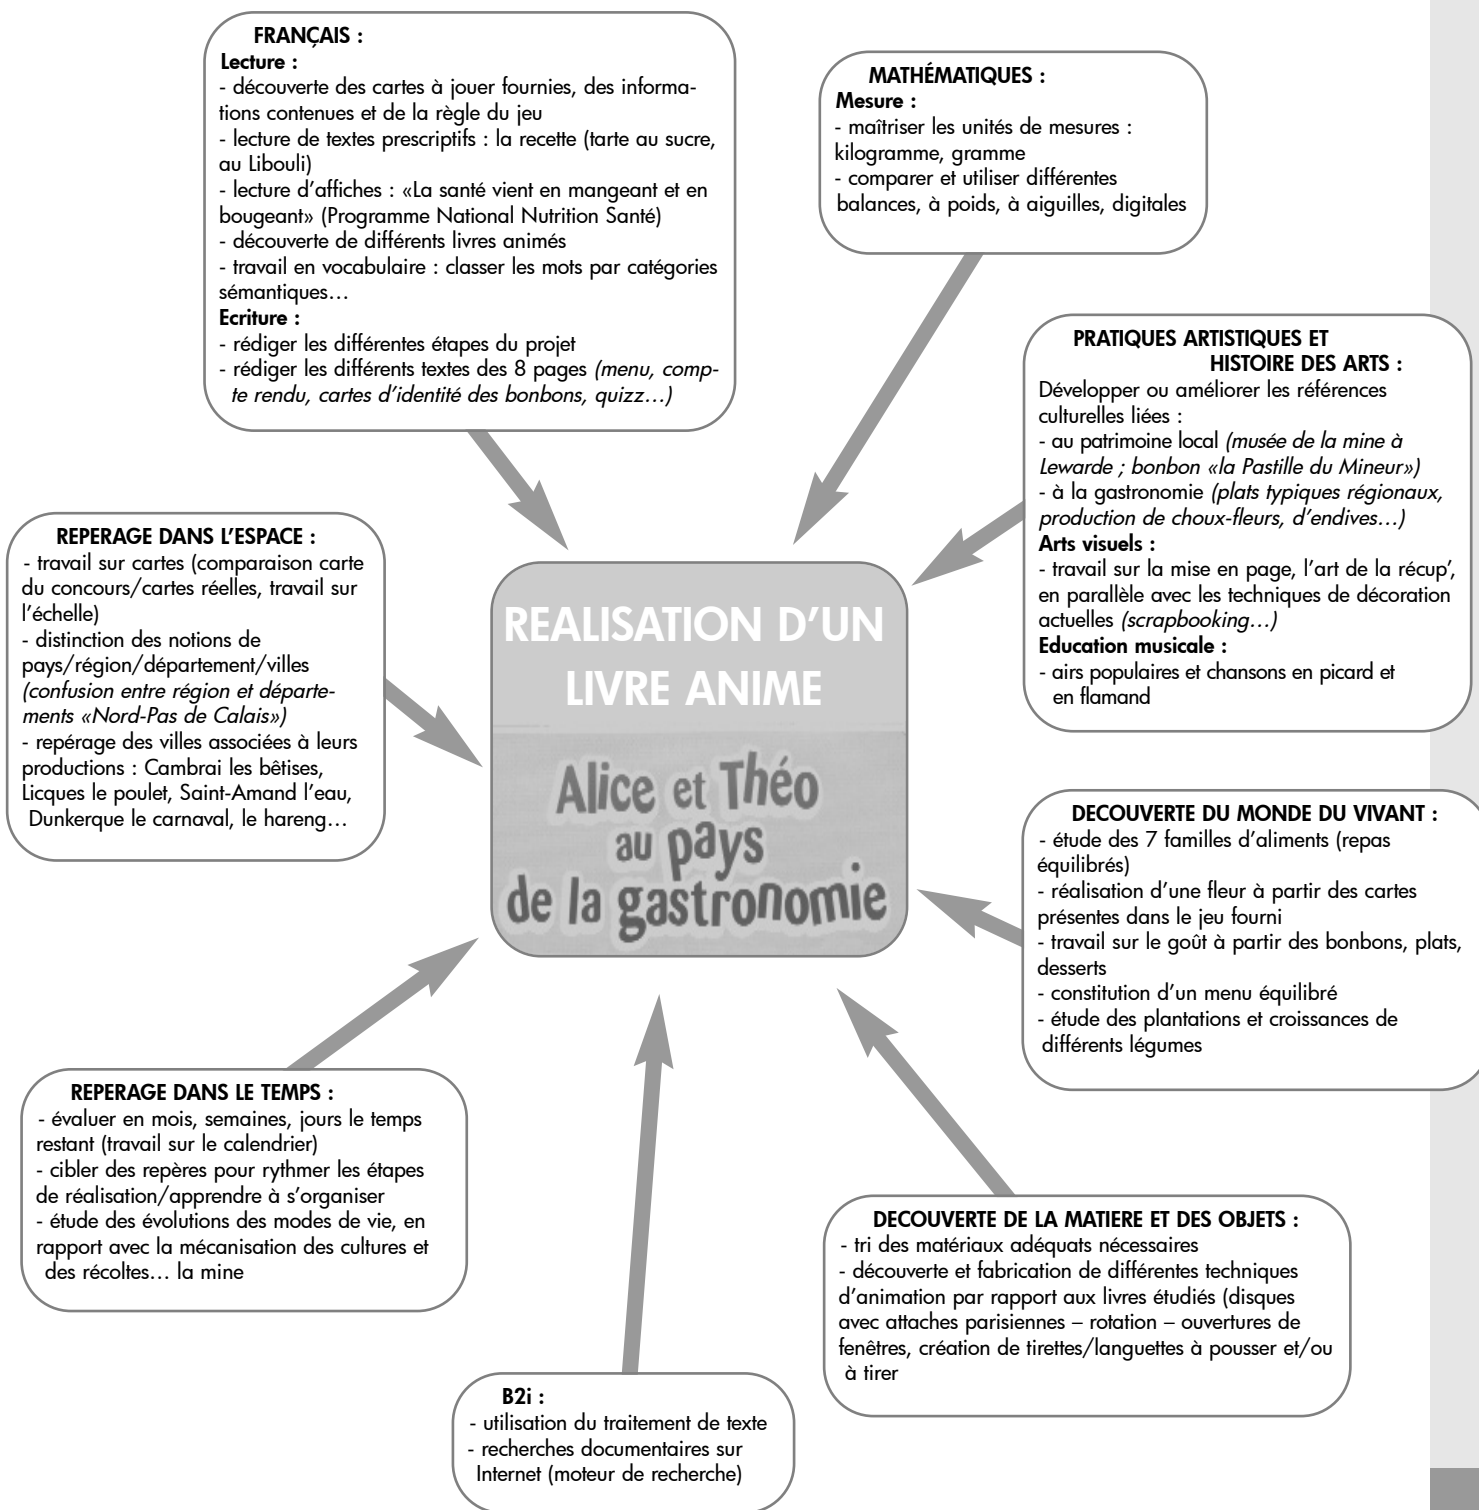 FRANÇAIS :
Lecture :
- découverte des cartes à jouer fournies, des informa-
tions contenues et de la règle du jeu
- lecture de textes prescriptifs : la recette (tarte au sucre,
au Libouli)
- lecture d’affiches : «La santé vient en mangeant et en
bougeant» (Programme National Nutrition Santé)
- découverte de différents livres animés
- travail en vocabulaire : classer les mots par catégories
sémantiques…
Ecriture :
- rédiger les différentes étapes du projet
- rédiger les différents textes des 8 pages (menu, comp-
te rendu, cartes d’identité des bonbons, quizz…)
MATHÉMATIQUES :
Mesure :
- maîtriser les unités de mesures :
kilogramme, gramme
- comparer et utiliser différentes
balances, à poids, à aiguilles, digitales
PRATIQUES ARTISTIQUES ET
HISTOIRE DES ARTS :
Développer ou améliorer les références
culturelles liées :
- au patrimoine local (musée de la mine à
Lewarde ; bonbon «la Pastille du Mineur»)
- à la gastronomie (plats typiques régionaux,
production de choux-fleurs, d’endives…)
Arts visuels :
- travail sur la mise en page, l’art de la récup’,
en parallèle avec les techniques de décoration
actuelles (scrapbooking…)
Education musicale :
- airs populaires et chansons en picard et
en flamand
REPERAGE DANS L’ESPACE :
- travail sur cartes (comparaison carte
du concours/cartes réelles, travail sur
l’échelle)
- distinction des notions de
pays/région/département/villes
(confusion entre région et départe-
ments «Nord-Pas de Calais»)
- repérage des villes associées à leurs
productions : Cambrai les bêtises,
Licques le poulet, Saint-Amand l’eau,
Dunkerque le carnaval, le hareng…
REALISATION D’UN
LIVRE ANIME
Alice et Théo
au pays
de la gastronomie
DECOUVERTE DU MONDE DU VIVANT :
- étude des 7 familles d’aliments (repas
équilibrés)
- réalisation d’une fleur à partir des cartes
présentes dans le jeu fourni
- travail sur le goût à partir des bonbons, plats,
desserts
- constitution d’un menu équilibré
- étude des plantations et croissances de
différents légumes
REPERAGE DANS LE TEMPS :
- évaluer en mois, semaines, jours le temps
restant (travail sur le calendrier)
- cibler des repères pour rythmer les étapes
de réalisation/apprendre à s’organiser
- étude des évolutions des modes de vie, en
rapport avec la mécanisation des cultures et
des récoltes… la mine
DECOUVERTE DE LA MATIERE ET DES OBJETS :
- tri des matériaux adéquats nécessaires
- découverte et fabrication de différentes techniques
d’animation par rapport aux livres étudiés (disques
avec attaches parisiennes – rotation – ouvertures de
fenêtres, création de tirettes/languettes à pousser et/ou
à tirer
B2i :
- utilisation du traitement de texte
- recherches documentaires sur
Internet (moteur de recherche)